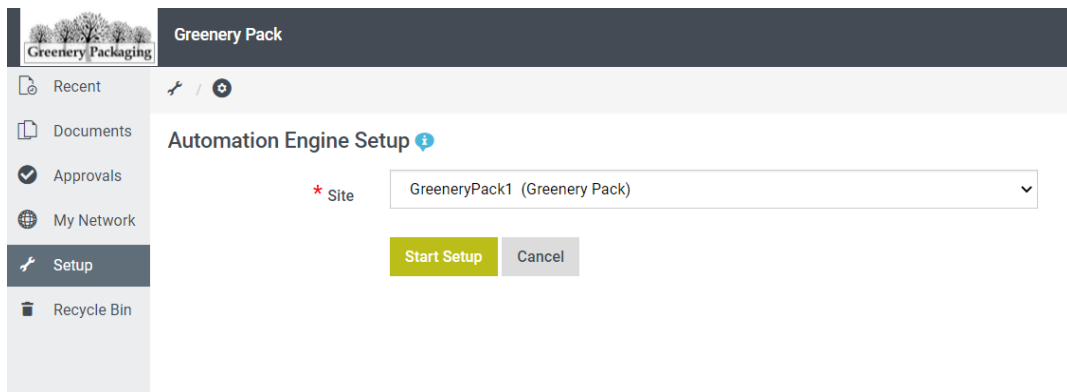 Greenery Packaging
Greenery Pack
Recent
Documents
Approvals
My Network
Setup
Recycle Bin
/
Automation Engine Setup
* Site
GreeneryPack1 (Greenery Pack)
Start Setup
Cancel